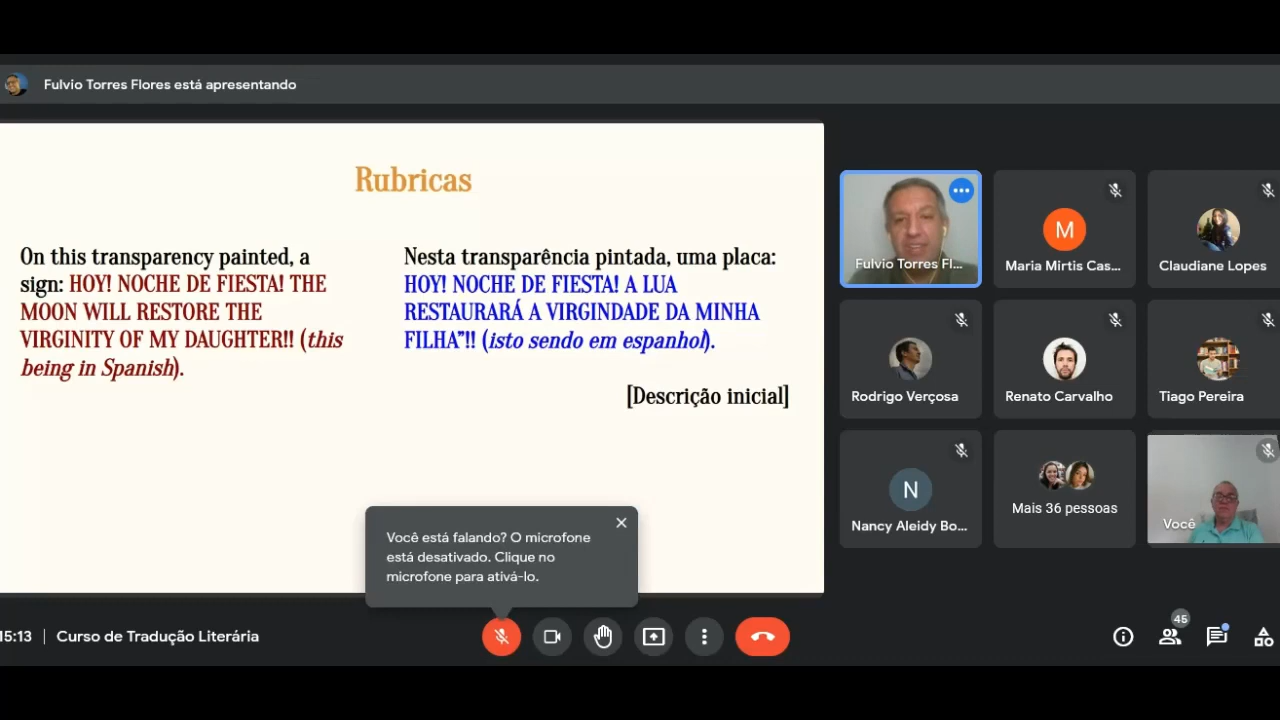 Fulvio Torres Flores está apresentando
Rubricas
On this transparency painted, a
sign: HOY! NOCHE DE FIESTA! THE
MOON WILL RESTORE THE
VIRGINITY OF MY DAUGHTER!! (this
being in Spanish).
Nesta transparência pintada, uma placa:
HOY! NOCHE DE FIESTA! A LUA
RESTAURARÁ A VIRGINDADE DA MINHA
FILHA”!! (isto sendo em espanhol).
[Descrição inicial]
Fulvio Torres Fl...
M
Maria Mirtis Cas...
Claudiane Lopes
Rodrigo Verçosa
Renato Carvalho
Tiago Pereira
N
Nancy Aleidy Bo...
Mais 36 pessoas
Você
Você está falando? O microfone
está desativado. Clique no
microfone para ativá-lo.
15:13 | Curso de Tradução Literária
45